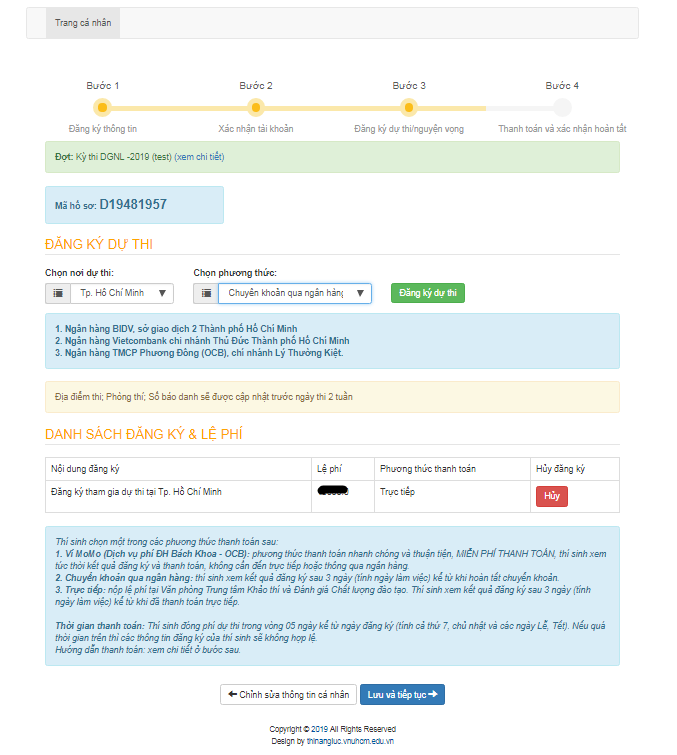 Trang cá nhân
Bước 1
Bước 2
Bước 3
Bước 4
Đăng ký thông tin
Xác nhận tài khoản
Đăng ký dự thi/nguyện vọng
Thanh toán và xác nhận hoàn tất
Đợt: Kỳ thi DGNL -2019 (test) (xem chi tiết)
Mã hồ sơ: D19481957
ĐĂNG KÝ DỰ THI
Chọn nơi dự thi:
Chọn phương thức:
Tp. Hồ Chí Minh
Chuyển khoản qua ngân hàng
Đăng ký dự thi
1. Ngân hàng BIDV, sở giao dịch 2 Thành phố Hồ Chí Minh
2. Ngân hàng Vietcombank chi nhánh Thủ Đức Thành phố Hồ Chí Minh
3. Ngân hàng TMCP Phương Đông (OCB), chi nhánh Lý Thường Kiệt.
Địa điểm thi; Phòng thi; Số báo danh sẽ được cập nhật trước ngày thi 2 tuần
DANH SÁCH ĐĂNG KÝ & LỆ PHÍ
Nội dung đăng ký
Lệ phí
Phương thức thanh toán
Hủy đăng ký
Đăng ký tham gia dự thi tại Tp. Hồ Chí Minh
Trực tiếp
Hủy
Thí sinh chọn một trong các phương thức thanh toán sau:
1. Ví MoMo (Dịch vụ phí ĐH Bách Khoa - OCB): phương thức thanh toán nhanh chóng và thuận tiện, MIỄN PHÍ THANH TOÁN, thí sinh xem
tức thời kết quả đăng ký và thanh toán, không cần đến trực tiếp hoặc thông qua ngân hàng.
2. Chuyển khoản qua ngân hàng: thí sinh xem kết quả đăng ký sau 3 ngày (tính ngày làm việc) kể từ khi hoàn tất chuyển khoản.
3. Trực tiếp: nộp lệ phí tại Văn phòng Trung tâm Khảo thí và Đánh giá Chất lượng đào tạo. Thí sinh xem kết quả đăng ký sau 3 ngày (tính
ngày làm việc) kể từ khi đã thanh toán trực tiếp.
Thời gian thanh toán: Thí sinh đóng phí dự thi trong vòng 05 ngày kể từ ngày đăng ký (tính cả thứ 7, chủ nhật và các ngày Lễ, Tết). Nếu quá
thời gian trên thì các thông tin đăng ký của thí sinh sẽ không hợp lệ.
Hướng dẫn thanh toán: xem chi tiết ở bước sau.
Chỉnh sửa thông tin cá nhân
Lưu và tiếp tục
Copyright © 2019 All Rights Reserved
Design by thinangluc.vnuhcm.edu.vn